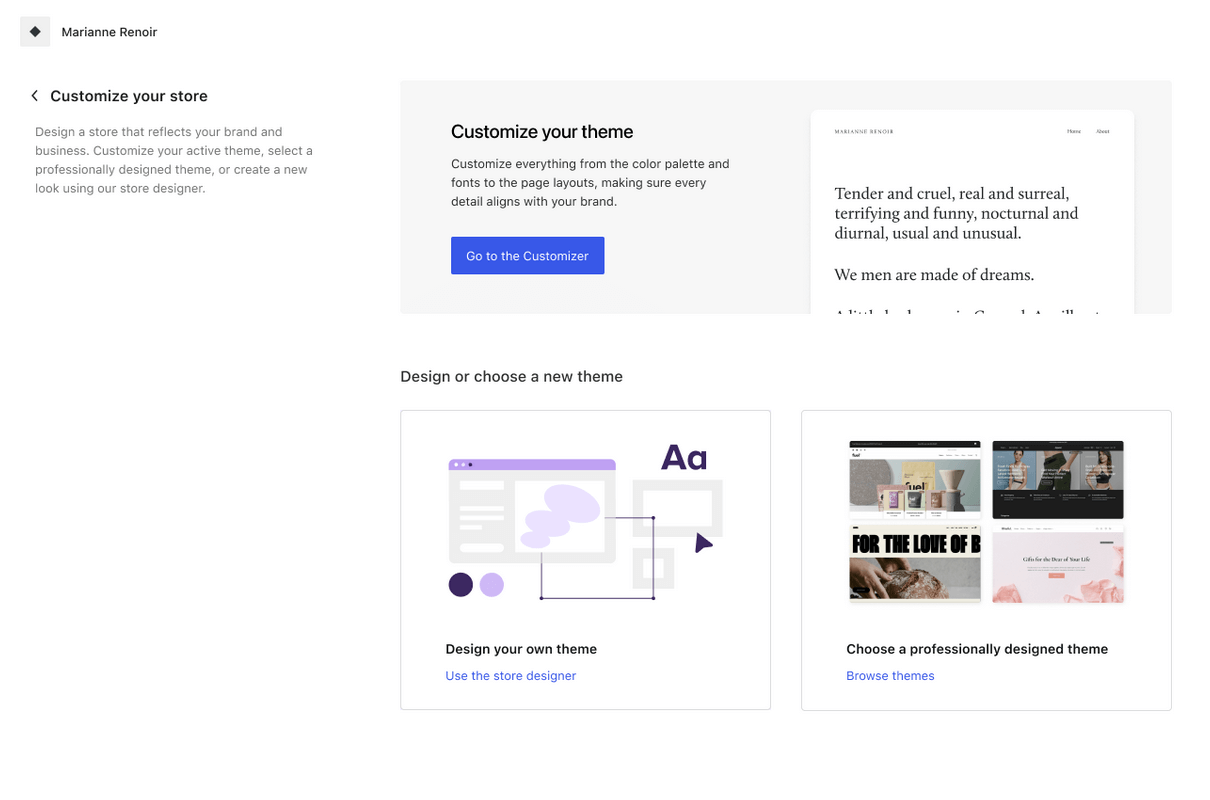 Marianne Renoir
Customize your store
Design a store that reflects your brand and
business. Customize your active theme, select a
professionally designed theme, or create a new
look using our store designer.
Customize your theme
Customize everything from the color palette and
fonts to the page layouts, making sure every
detail aligns with your brand.
Go to the Customizer
MARIANNE RENOIR
Home About
Tender and cruel, real and surreal,
terrifying and funny, nocturnal and
diurnal, usual and unusual.
We men are made of dreams.
Design or choose a new theme
Aa
Design your own theme
Use the store designer
fuel
fuel
FOR THE LOVE OF B
Gifts for the Dear of Your Life
Choose a professionally designed theme
Browse themes